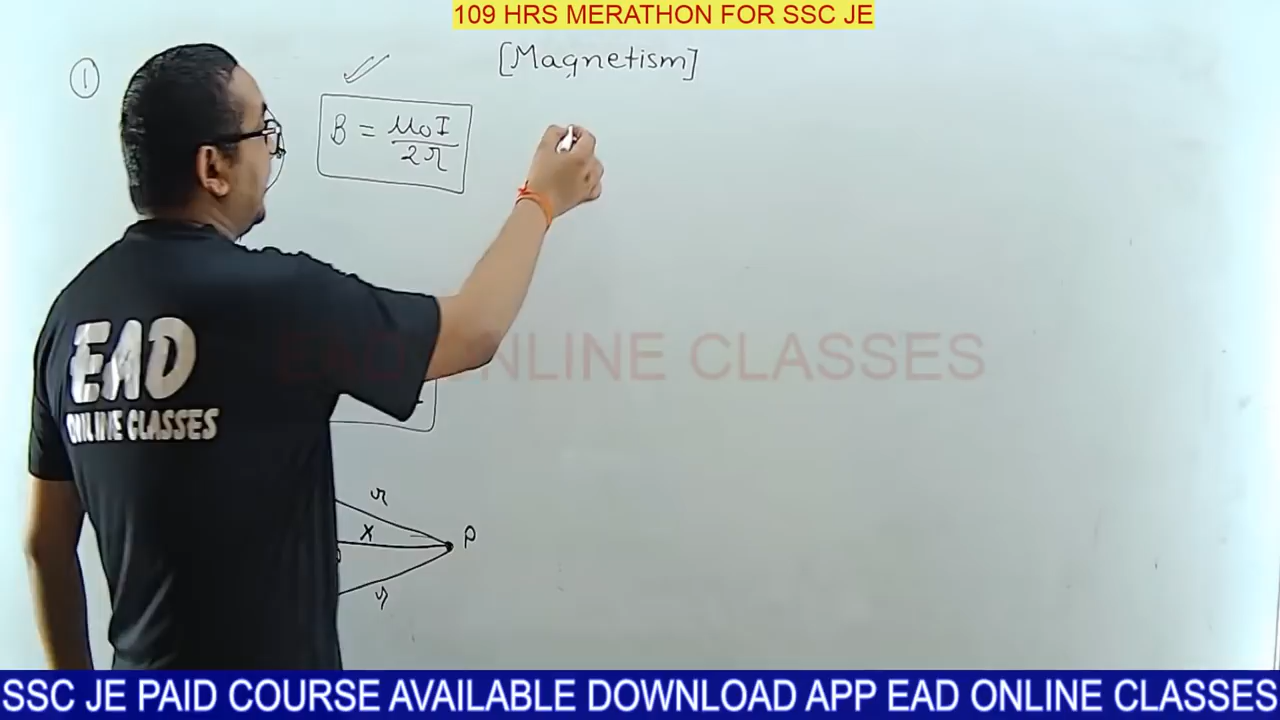 109 HRS MERATHON FOR SSC JE
[Magnetism]
1
B = μ0I / 2r
EAD
ONLINE CLASSES
EAD ONLINE CLASSES
r
x
P
r
SSC JE PAID COURSE AVAILABLE DOWNLOAD APP EAD ONLINE CLASSES